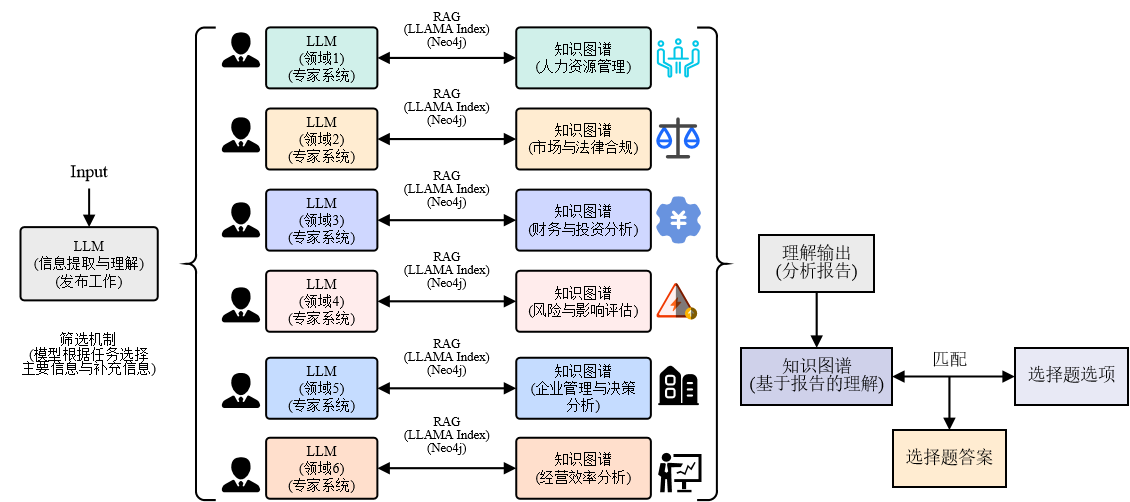 Input
LLM
(信息提取与理解)
(发布工作)
筛选机制
(模型根据任务选择
主要信息与补充信息)
LLM
(领域1)
(专家系统)
RAG
(LLAMA Index)
(Neo4j)
知识图谱
(人力资源管理)
LLM
(领域2)
(专家系统)
RAG
(LLAMA Index)
(Neo4j)
知识图谱
(市场与法律合规)
LLM
(领域3)
(专家系统)
RAG
(LLAMA Index)
(Neo4j)
知识图谱
(财务与投资分析)
¥
LLM
(领域4)
(专家系统)
RAG
(LLAMA Index)
(Neo4j)
知识图谱
(风险与影响评估)
LLM
(领域5)
(专家系统)
RAG
(LLAMA Index)
(Neo4j)
知识图谱
(企业管理与决策
分析)
LLM
(领域6)
(专家系统)
RAG
(LLAMA Index)
(Neo4j)
知识图谱
(经营效率分析)
理解输出
(分析报告)
知识图谱
(基于报告的理解)
匹配
选择题选项
选择题答案